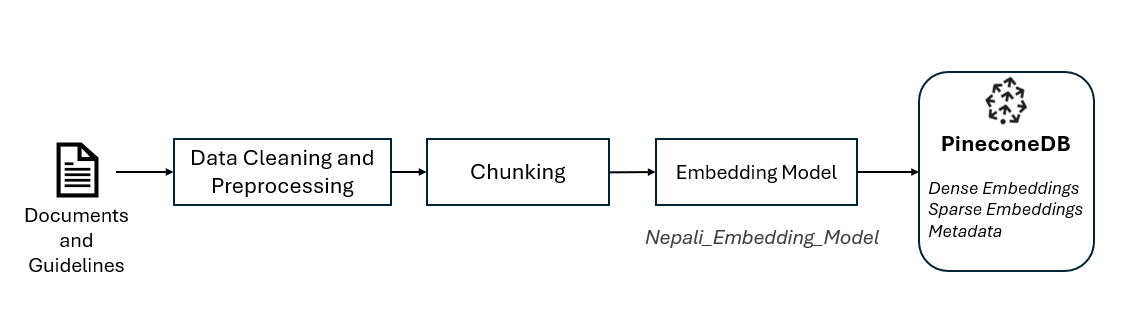 Documents
and
Guidelines
Data Cleaning and
Preprocessing
Chunking
Embedding Model
Nepali_Embedding_Model
PineconeDB
Dense Embeddings
Sparse Embeddings
Metadata